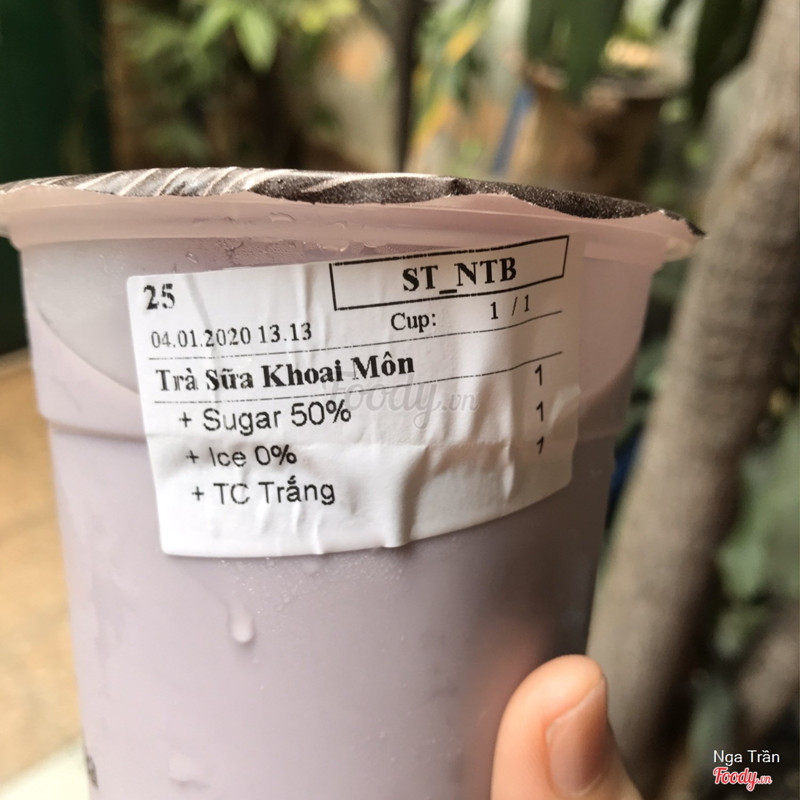 25
ST_NTB
04.01.2020 13.13
Cup: 1 / 1
Trà Sữa Khoai Môn 1
+ Sugar 50% 1
+ Ice 0% 1
+ TC Trắng
foody.vn
Nga Trần
Foody.vn